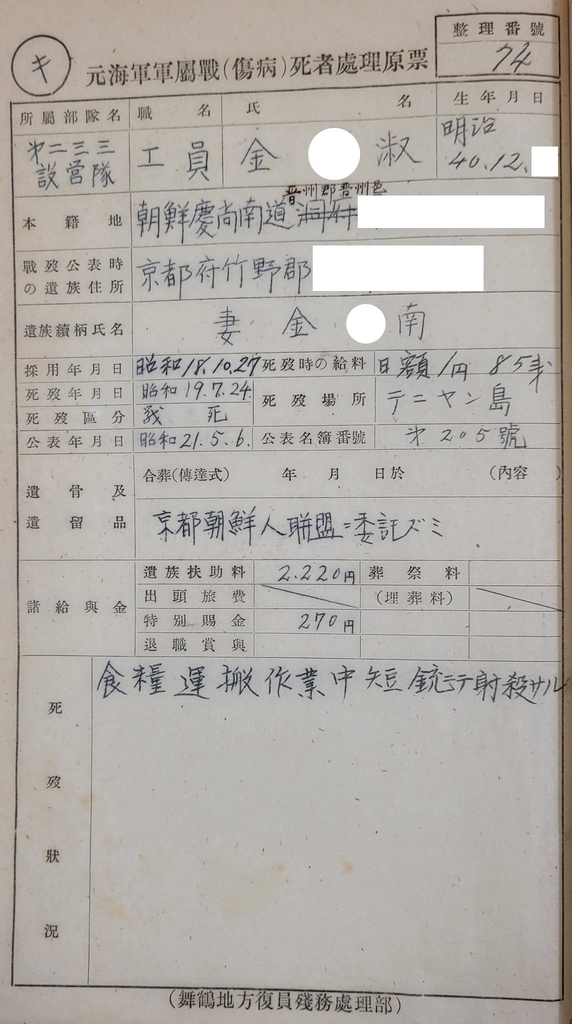 キ
元海軍軍屬戰(傷病)死者處理原票
整理番號
74
所屬部隊名 職名 氏名 生年月日
第二三三設營隊 工員 金 淑 明治40.12.
本籍地 朝鮮慶尚南道 晋州郡晋州邑
戰歿公表時の遺族住所 京都府竹野郡
遺族續柄氏名 妻 金 南
採用年月日 昭和18.10.27 死歿時の給料 日額1円85戋
死歿年月日 昭和19.7.24. 死歿場所 テニヤン島
死歿區分 戦死
公表年月日 昭和21.5.6. 公表名簿番號 第205號
遺骨及遺留品 合葬(傳達式) 年 月 日於 (內容)
京都朝鮮人聯盟ニ委託ズミ
諸給與金 遺族扶助料 2.220円 葬祭料
出頭旅費 (埋葬料)
特別賜金 270円
退職賞與
死歿狀況
食糧運搬作業中短銃ニテ射殺サル
(舞鶴地方復員殘務處理部)